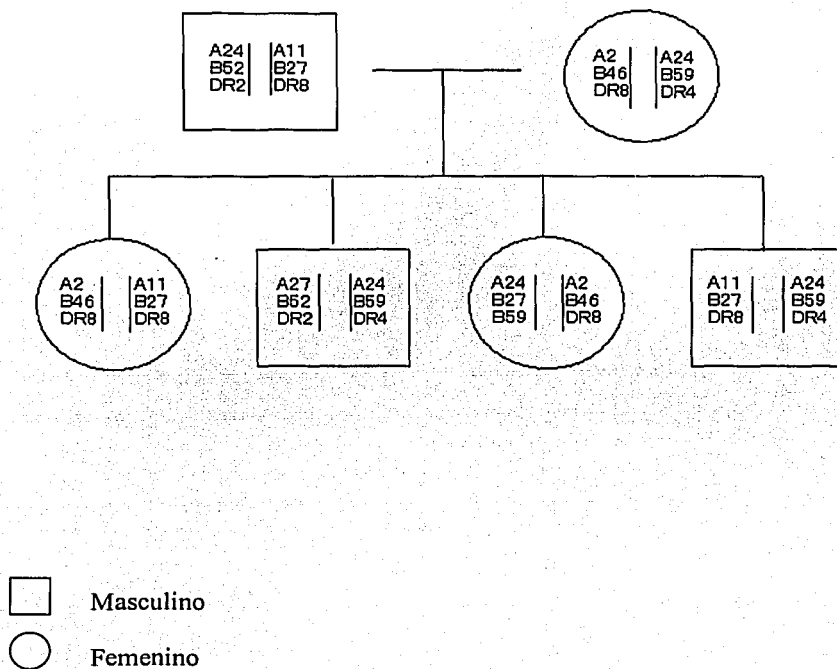 A24 A11
B52 B27
DR2 DR8
A2 A24
B46 B59
DR8 DR4
A2 A11
B46 B27
DR8 DR8
A27 A24
B52 B59
DR2 DR4
A24 A2
B27 B46
B59 DR8
A11 A24
B27 B59
DR8 DR4
Masculino
Femenino